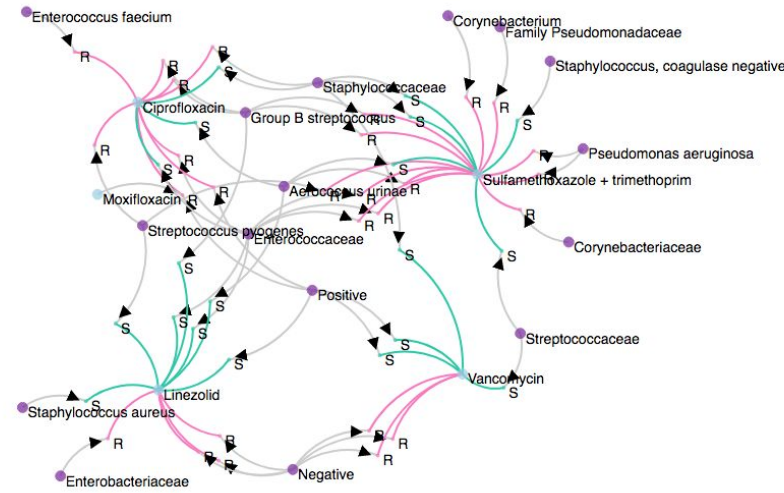 Enterococcus faecium
Corynebacterium
Family Pseudomonadaceae
R
R
R
R
S
Staphylococcus, coagulase negative
Staphylococcaceae
S
R
R
Ciprofloxacin
Group B streptococcus
R
S
S
S
R
R
Pseudomonas aeruginosa
R
R
S
S
Sulfamethoxazole + trimethoprim
Moxifloxacin
R
R
Aerococcus urinae
R
R
R
R
R
Streptococcus pyogenes
Enterococcaceae
Corynebacteriaceae
S
S
S
Positive
S
S
S
S
S
Streptococcaceae
S
S
S
Linezolid
Vancomycin
S
Staphylococcus aureus
S
R
R
R
R
R
R
R
Enterobacteriaceae
Negative